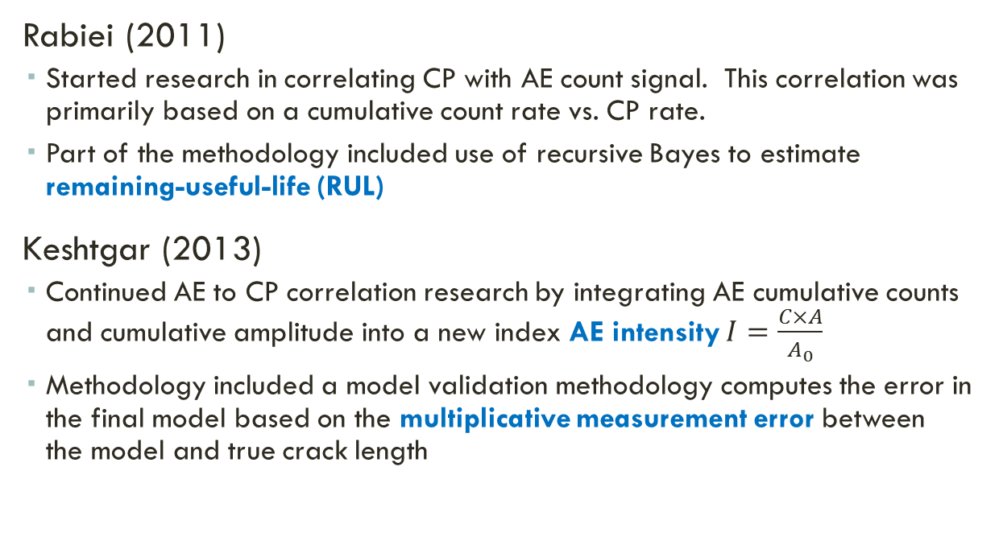 Rabiei (2011)
▪ Started research in correlating CP with AE count signal.  This correlation was
primarily based on a cumulative count rate vs. CP rate.
▪ Part of the methodology included use of recursive Bayes to estimate
remaining-useful-life (RUL)
Keshtgar (2013)
▪ Continued AE to CP correlation research by integrating AE cumulative counts
and cumulative amplitude into a new index AE intensity I = C×A / A₀
▪ Methodology included a model validation methodology computes the error in
the final model based on the multiplicative measurement error between
the model and true crack length